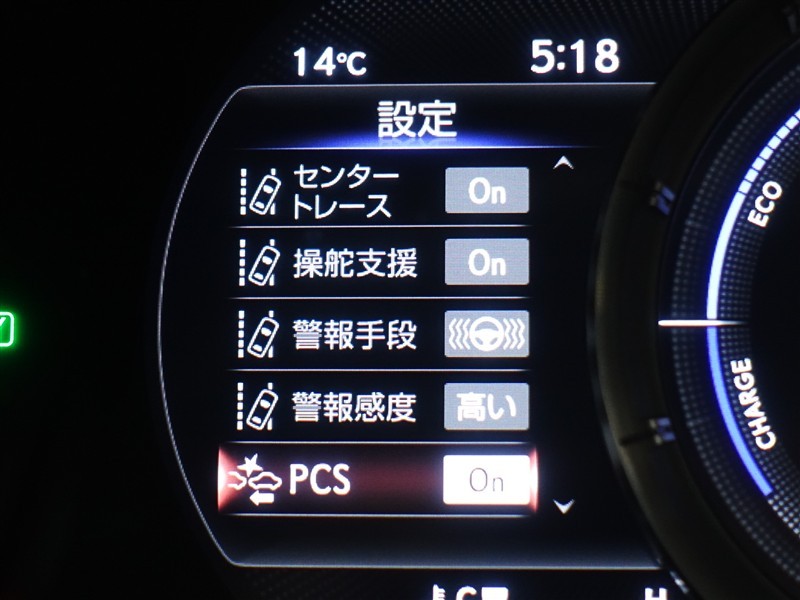 14℃ 5:18
設定
センター
トレース On
操舵支援 On
警報手段
警報感度 高い
PCS On
ECO
CHARGE
C H